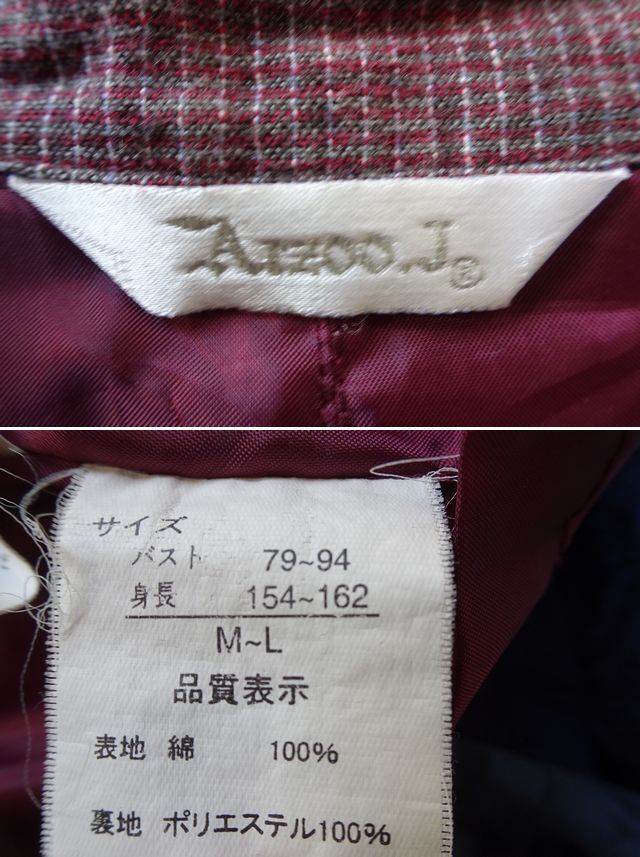 Arzoo.J®
サイズ
バスト 79~94
身長 154~162
M~L
品質表示
表地 綿 100%
裏地 ポリエステル100%